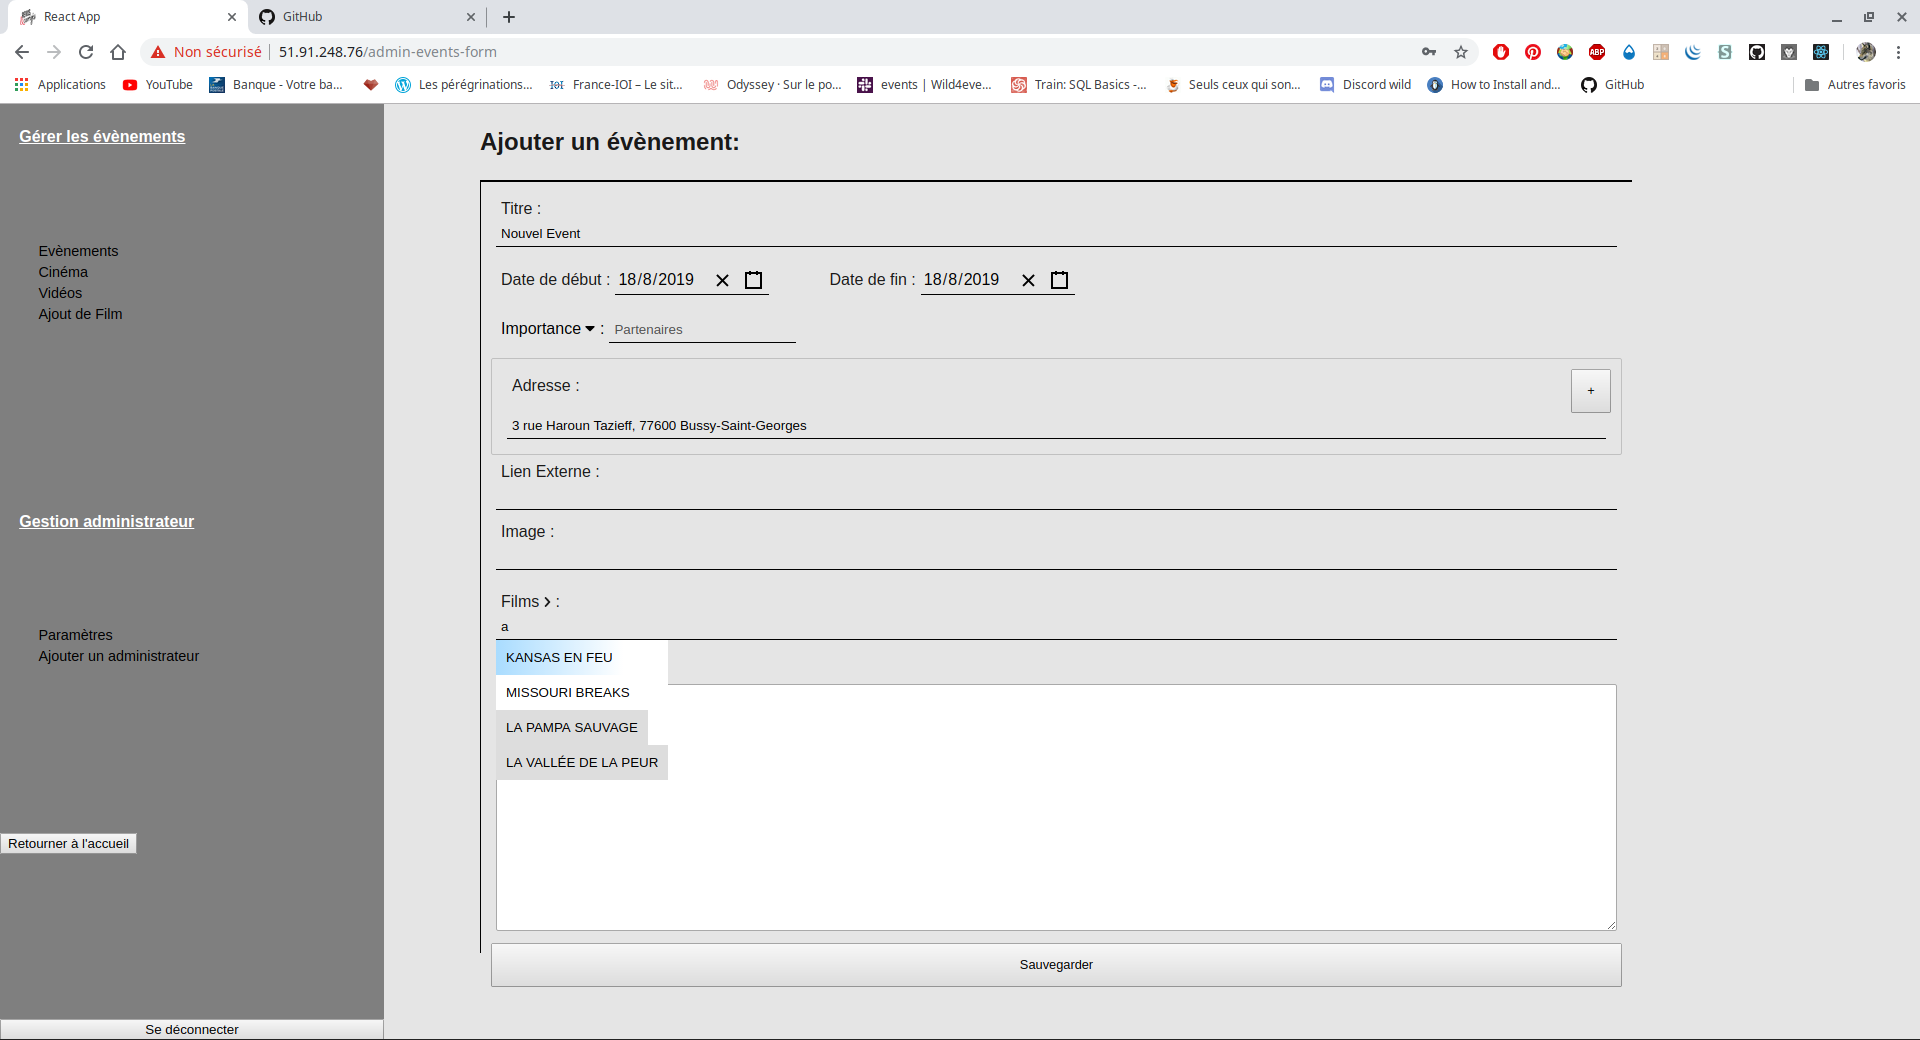 React App
GitHub
Non sécurisé
51.91.248.76/admin-events-form
ABP
Applications
YouTube
Banque - Votre ba...
Les pérégrinations...
France-IOI – Le sit...
Odyssey · Sur le po...
events | Wild4eve...
Train: SQL Basics -...
Seuls ceux qui son...
Discord wild
How to Install and...
GitHub
Autres favoris
Gérer les évènements
Evènements
Cinéma
Vidéos
Ajout de Film
Gestion administrateur
Paramètres
Ajouter un administrateur
Retourner à l'accueil
Se déconnecter
Ajouter un évènement:
Titre :
Nouvel Event
Date de début : 18/8/2019
Date de fin : 18/8/2019
Importance : Partenaires
Adresse :
+
3 rue Haroun Tazieff, 77600 Bussy-Saint-Georges
Lien Externe :
Image :
Films :
a
KANSAS EN FEU
MISSOURI BREAKS
LA PAMPA SAUVAGE
LA VALLÉE DE LA PEUR
Sauvegarder